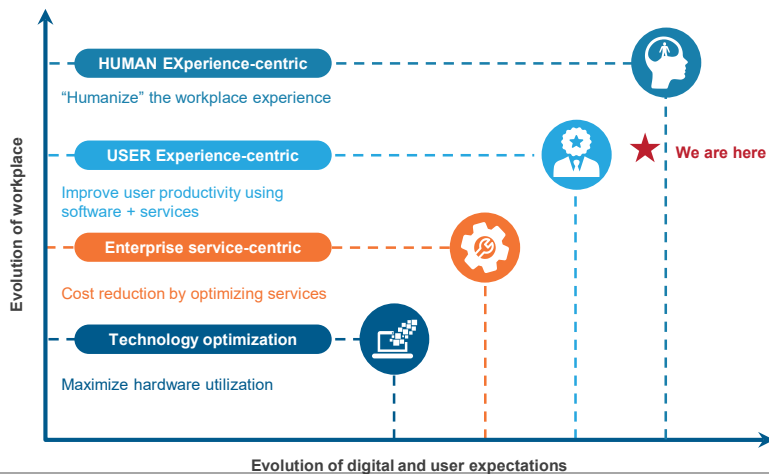 HUMAN EXperience-centric
“Humanize” the workplace experience
USER Experience-centric
We are here
Improve user productivity using
software + services
Enterprise service-centric
Cost reduction by optimizing services
Technology optimization
Maximize hardware utilization
Evolution of workplace
Evolution of digital and user expectations